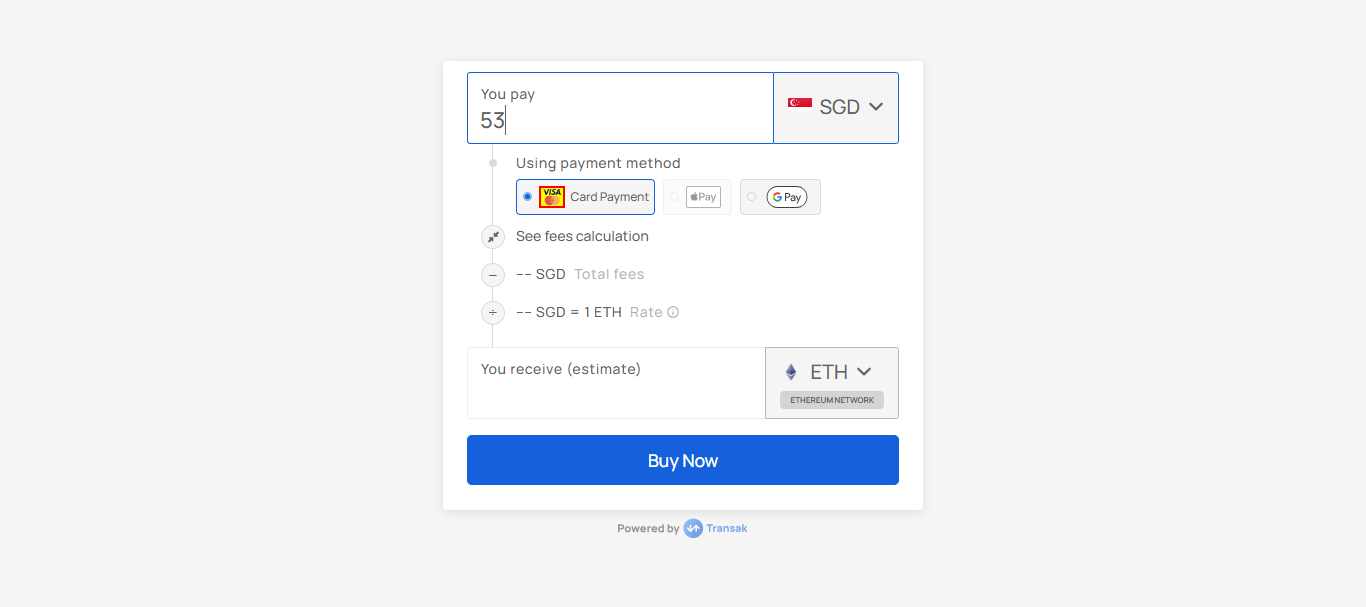 You pay
53
SGD
Using payment method
VISA Card Payment
Pay
G Pay
See fees calculation
−
-- SGD Total fees
÷
-- SGD = 1 ETH Rate
You receive (estimate)
ETH
ETHEREUM NETWORK
Buy Now
Powered by Transak